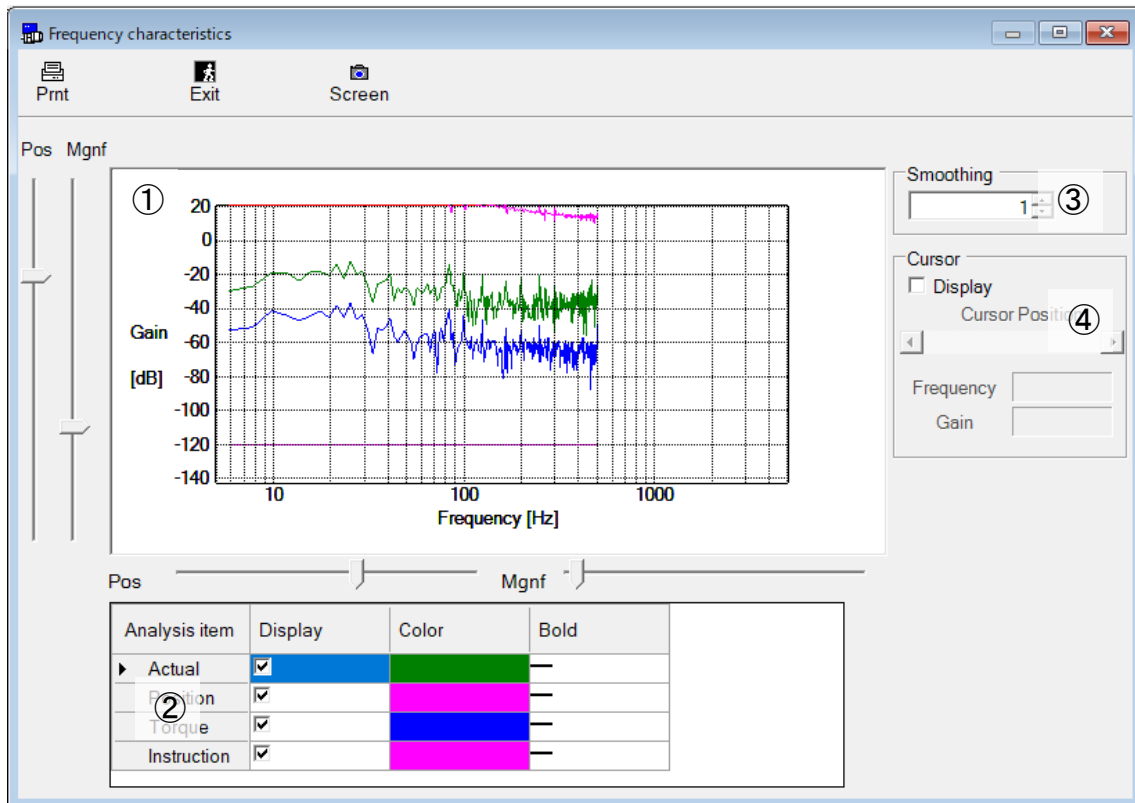 Frequency characteristics
Prnt Exit Screen
Pos Mgnf
①
20
0
-20
-40
-60
-80
-100
-120
-140
Gain
[dB]
10 100 1000
Frequency [Hz]
Pos Mgnf
Smoothing
1 ③
Cursor
Display
Cursor Position ④
Frequency
Gain
Analysis item Display Color Bold
Actual
Position
② Torque
Instruction